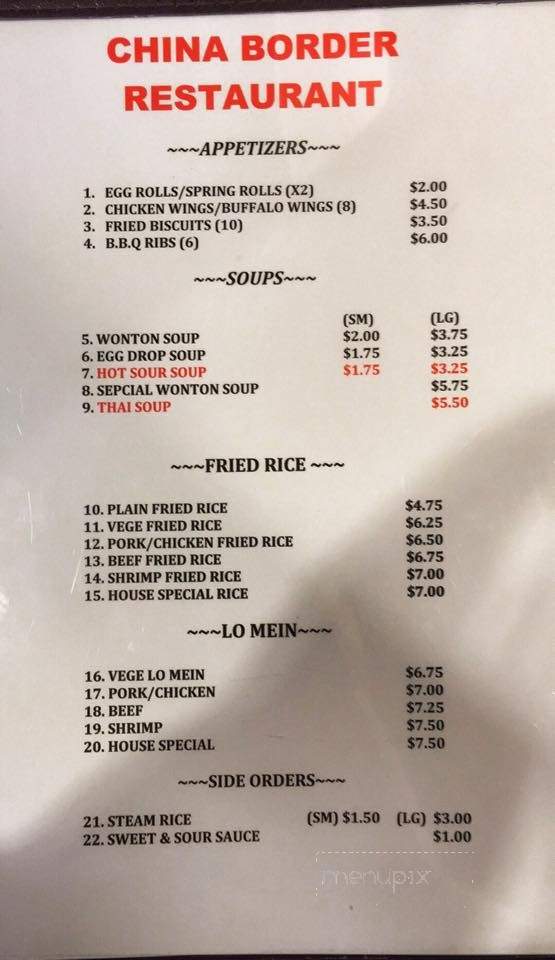 CHINA BORDER
RESTAURANT
~~~APPETIZERS~~~
1. EGG ROLLS/SPRING ROLLS (X2) $2.00
2. CHICKEN WINGS/BUFFALO WINGS (8) $4.50
3. FRIED BISCUITS (10) $3.50
4. B.B.Q RIBS (6) $6.00
~~~SOUPS~~~
(SM) (LG)
5. WONTON SOUP $2.00 $3.75
6. EGG DROP SOUP $1.75 $3.25
7. HOT SOUR SOUP $1.75 $3.25
8. SEPCIAL WONTON SOUP $5.75
9. THAI SOUP $5.50
~~~FRIED RICE ~~~
10. PLAIN FRIED RICE $4.75
11. VEGE FRIED RICE $6.25
12. PORK/CHICKEN FRIED RICE $6.50
13. BEEF FRIED RICE $6.75
14. SHRIMP FRIED RICE $7.00
15. HOUSE SPECIAL RICE $7.00
~~~LO MEIN~~~
16. VEGE LO MEIN $6.75
17. PORK/CHICKEN $7.00
18. BEEF $7.25
19. SHRIMP $7.50
20. HOUSE SPECIAL $7.50
~~~SIDE ORDERS~~~
21. STEAM RICE (SM) $1.50 (LG) $3.00
22. SWEET & SOUR SAUCE $1.00
menupix